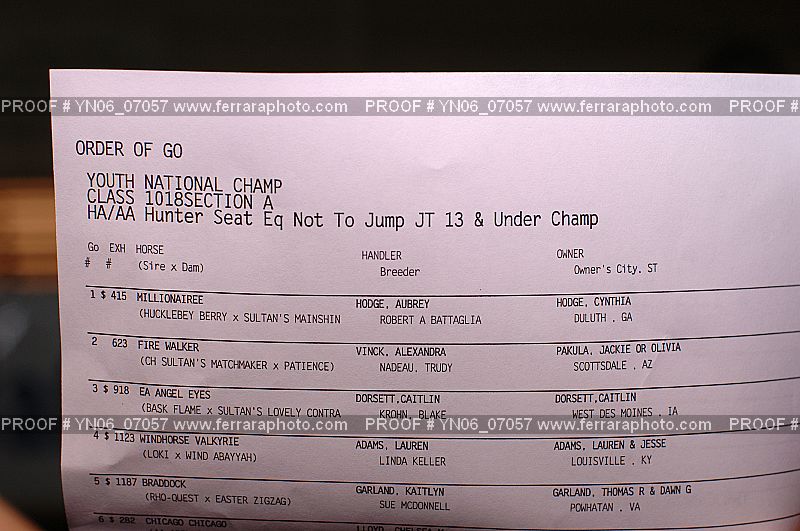 PROOF # YN06_07057 www.ferraraphoto.com PROOF # YN06_07057 www.ferraraphoto.com PROOF #
ORDER OF GO
YOUTH NATIONAL CHAMP
CLASS 1018SECTION A
HA/AA Hunter Seat Eq Not To Jump JT 13 & Under Champ
Go EXH HORSE HANDLER OWNER
# # (Sire x Dam) Breeder Owner's City, ST
1 $ 415 MILLIONAIREE HODGE, AUBREY HODGE, CYNTHIA
(HUCKLEBEY BERRY x SULTAN'S MAINSHIN ROBERT A BATTAGLIA DULUTH , GA
2 623 FIRE WALKER VINCK, ALEXANDRA PAKULA, JACKIE OR OLIVIA
(CH SULTAN'S MATCHMAKER x PATIENCE) NADEAU, TRUDY SCOTTSDALE , AZ
3 $ 918 EA ANGEL EYES DORSETT,CAITLIN DORSETT,CAITLIN
(BASK FLAME x SULTAN'S LOVELY CONTRA KROHN, BLAKE WEST DES MOINES , IA
PROOF # YN06_07057 www.ferraraphoto.com PROOF # YN06_07057 www.ferraraphoto.com PROOF #
4 $ 1123 WINDHORSE VALKYRIE ADAMS, LAUREN ADAMS, LAUREN & JESSE
(LOKI x WIND ABAYYAH) LINDA KELLER LOUISVILLE , KY
5 $ 1187 BRADDOCK GARLAND, KAITLYN GARLAND, THOMAS R & DAWN G
(RHO-QUEST x EASTER ZIGZAG) SUE MCDONNELL POWHATAN , VA
6 $ 282 CHICAGO CHICAGO LLOYD, CHELSEA